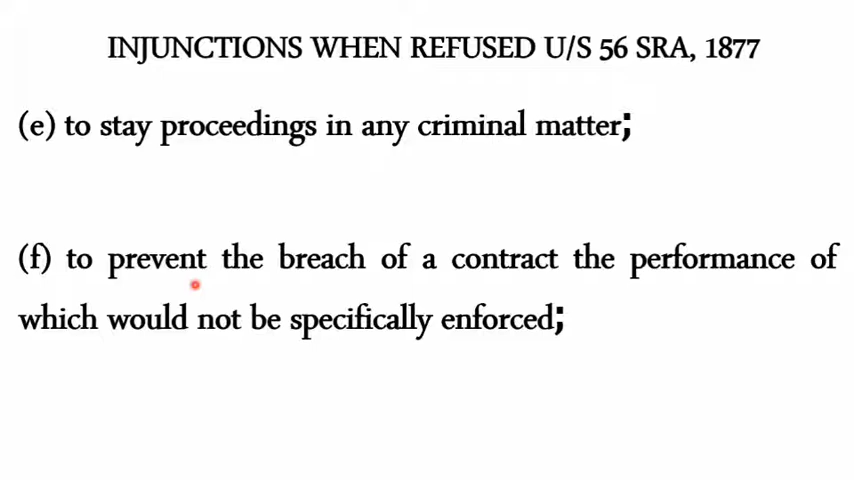 INJUNCTIONS WHEN REFUSED U/S 56 SRA, 1877
(e) to stay proceedings in any criminal matter;
(f) to prevent the breach of a contract the performance of
which would not be specifically enforced;